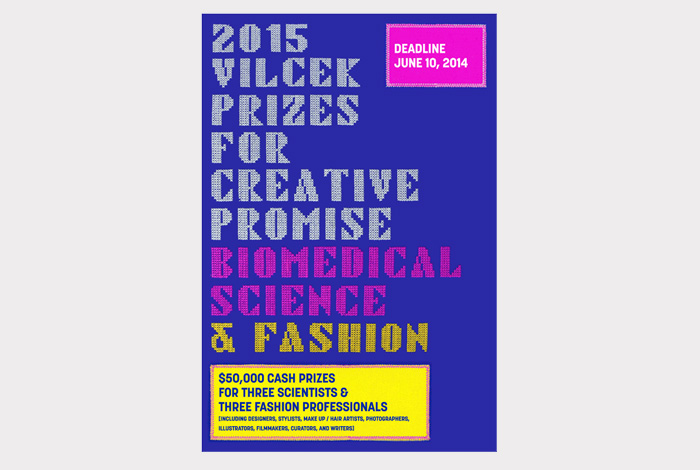 2015
VILCEK
PRIZES
FOR
CREATIVE
PROMISE
BIOMEDICAL
SCIENCE
& FASHION
DEADLINE
JUNE 10, 2014
$50,000 CASH PRIZES
FOR THREE SCIENTISTS &
THREE FASHION PROFESSIONALS
(INCLUDING DESIGNERS, STYLISTS, MAKE UP / HAIR ARTISTS, PHOTOGRAPHERS,
ILLUSTRATORS, FILMMAKERS, CURATORS, AND WRITERS)